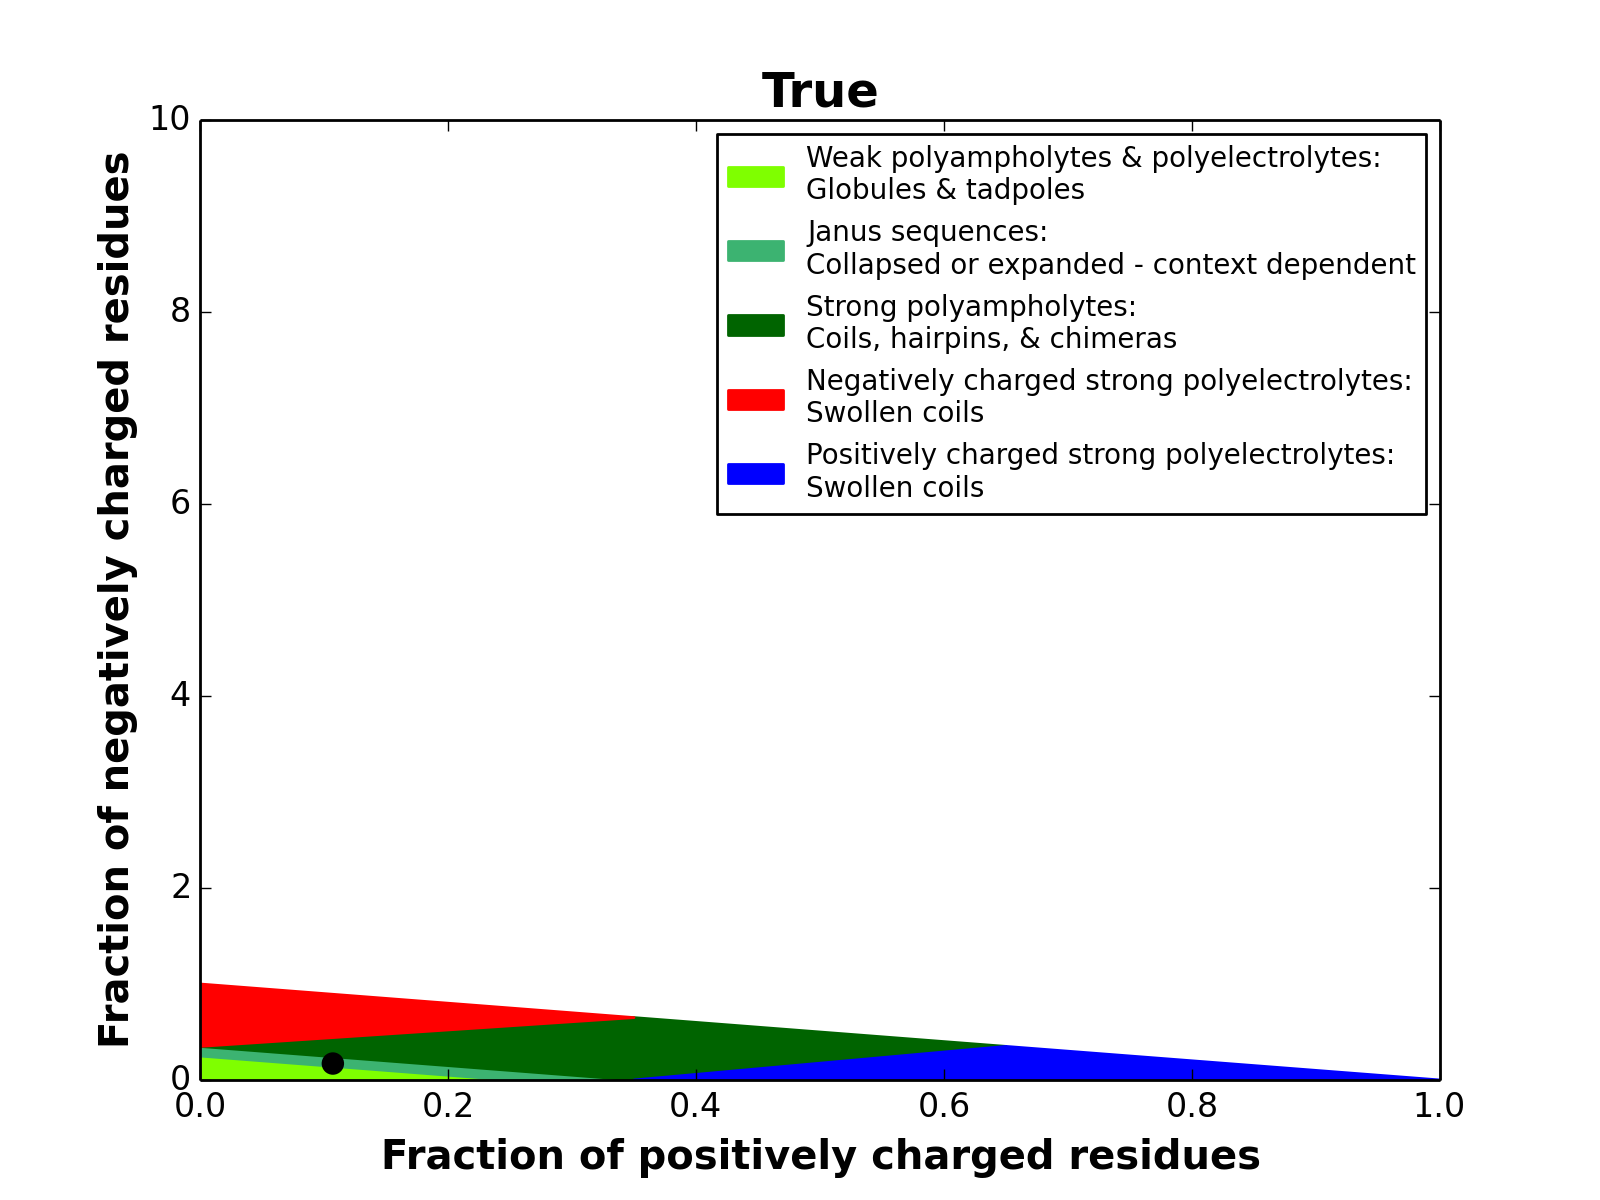 True
10
8
6
4
2
0
Fraction of negatively charged residues
Weak polyampholytes & polyelectrolytes:
Globules & tadpoles
Janus sequences:
Collapsed or expanded - context dependent
Strong polyampholytes:
Coils, hairpins, & chimeras
Negatively charged strong polyelectrolytes:
Swollen coils
Positively charged strong polyelectrolytes:
Swollen coils
0.0 0.2 0.4 0.6 0.8 1.0
Fraction of positively charged residues